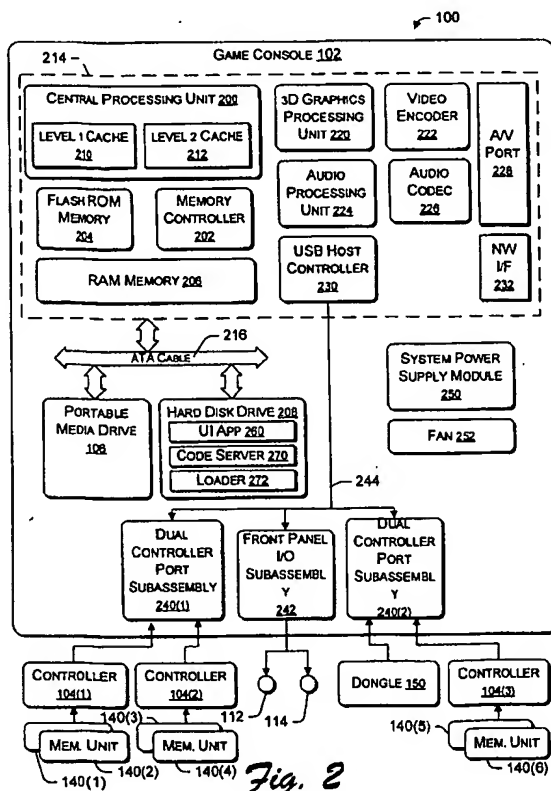 100
GAME CONSOLE 102
214
CENTRAL PROCESSING UNIT 200
LEVEL 1 CACHE
210
LEVEL 2 CACHE
212
3D GRAPHICS
PROCESSING
UNIT 220
VIDEO
ENCODER
222
A/V
PORT
228
FLASH ROM
MEMORY
204
MEMORY
CONTROLLER
202
AUDIO
PROCESSING
UNIT 224
AUDIO
CODEC
226
RAM MEMORY 206
USB HOST
CONTROLLER
230
NW
I/F
232
216
ATA CABLE
SYSTEM POWER
SUPPLY MODULE
250
PORTABLE
MEDIA DRIVE
106
HARD DISK DRIVE 208
UI APP 260
CODE SERVER
270
LOADER 272
FAN 252
244
DUAL
CONTROLLER
PORT
SUBASSEMBLY
240(1)
FRONT PANEL
I/O
SUBASSEMBL
Y
242
DUAL
CONTROLLER
PORT
SUBASSEMBL
Y
240(2)
CONTROLLER
104(1)
CONTROLLER
104(2)
112
114
DONGLE 150
CONTROLLER
104(3)
140(3)
140(5)
MEM. UNIT
MEM. UNIT
MEM. UNIT
140(1)
140(2)
140(4)
140(6)
Fig. 2